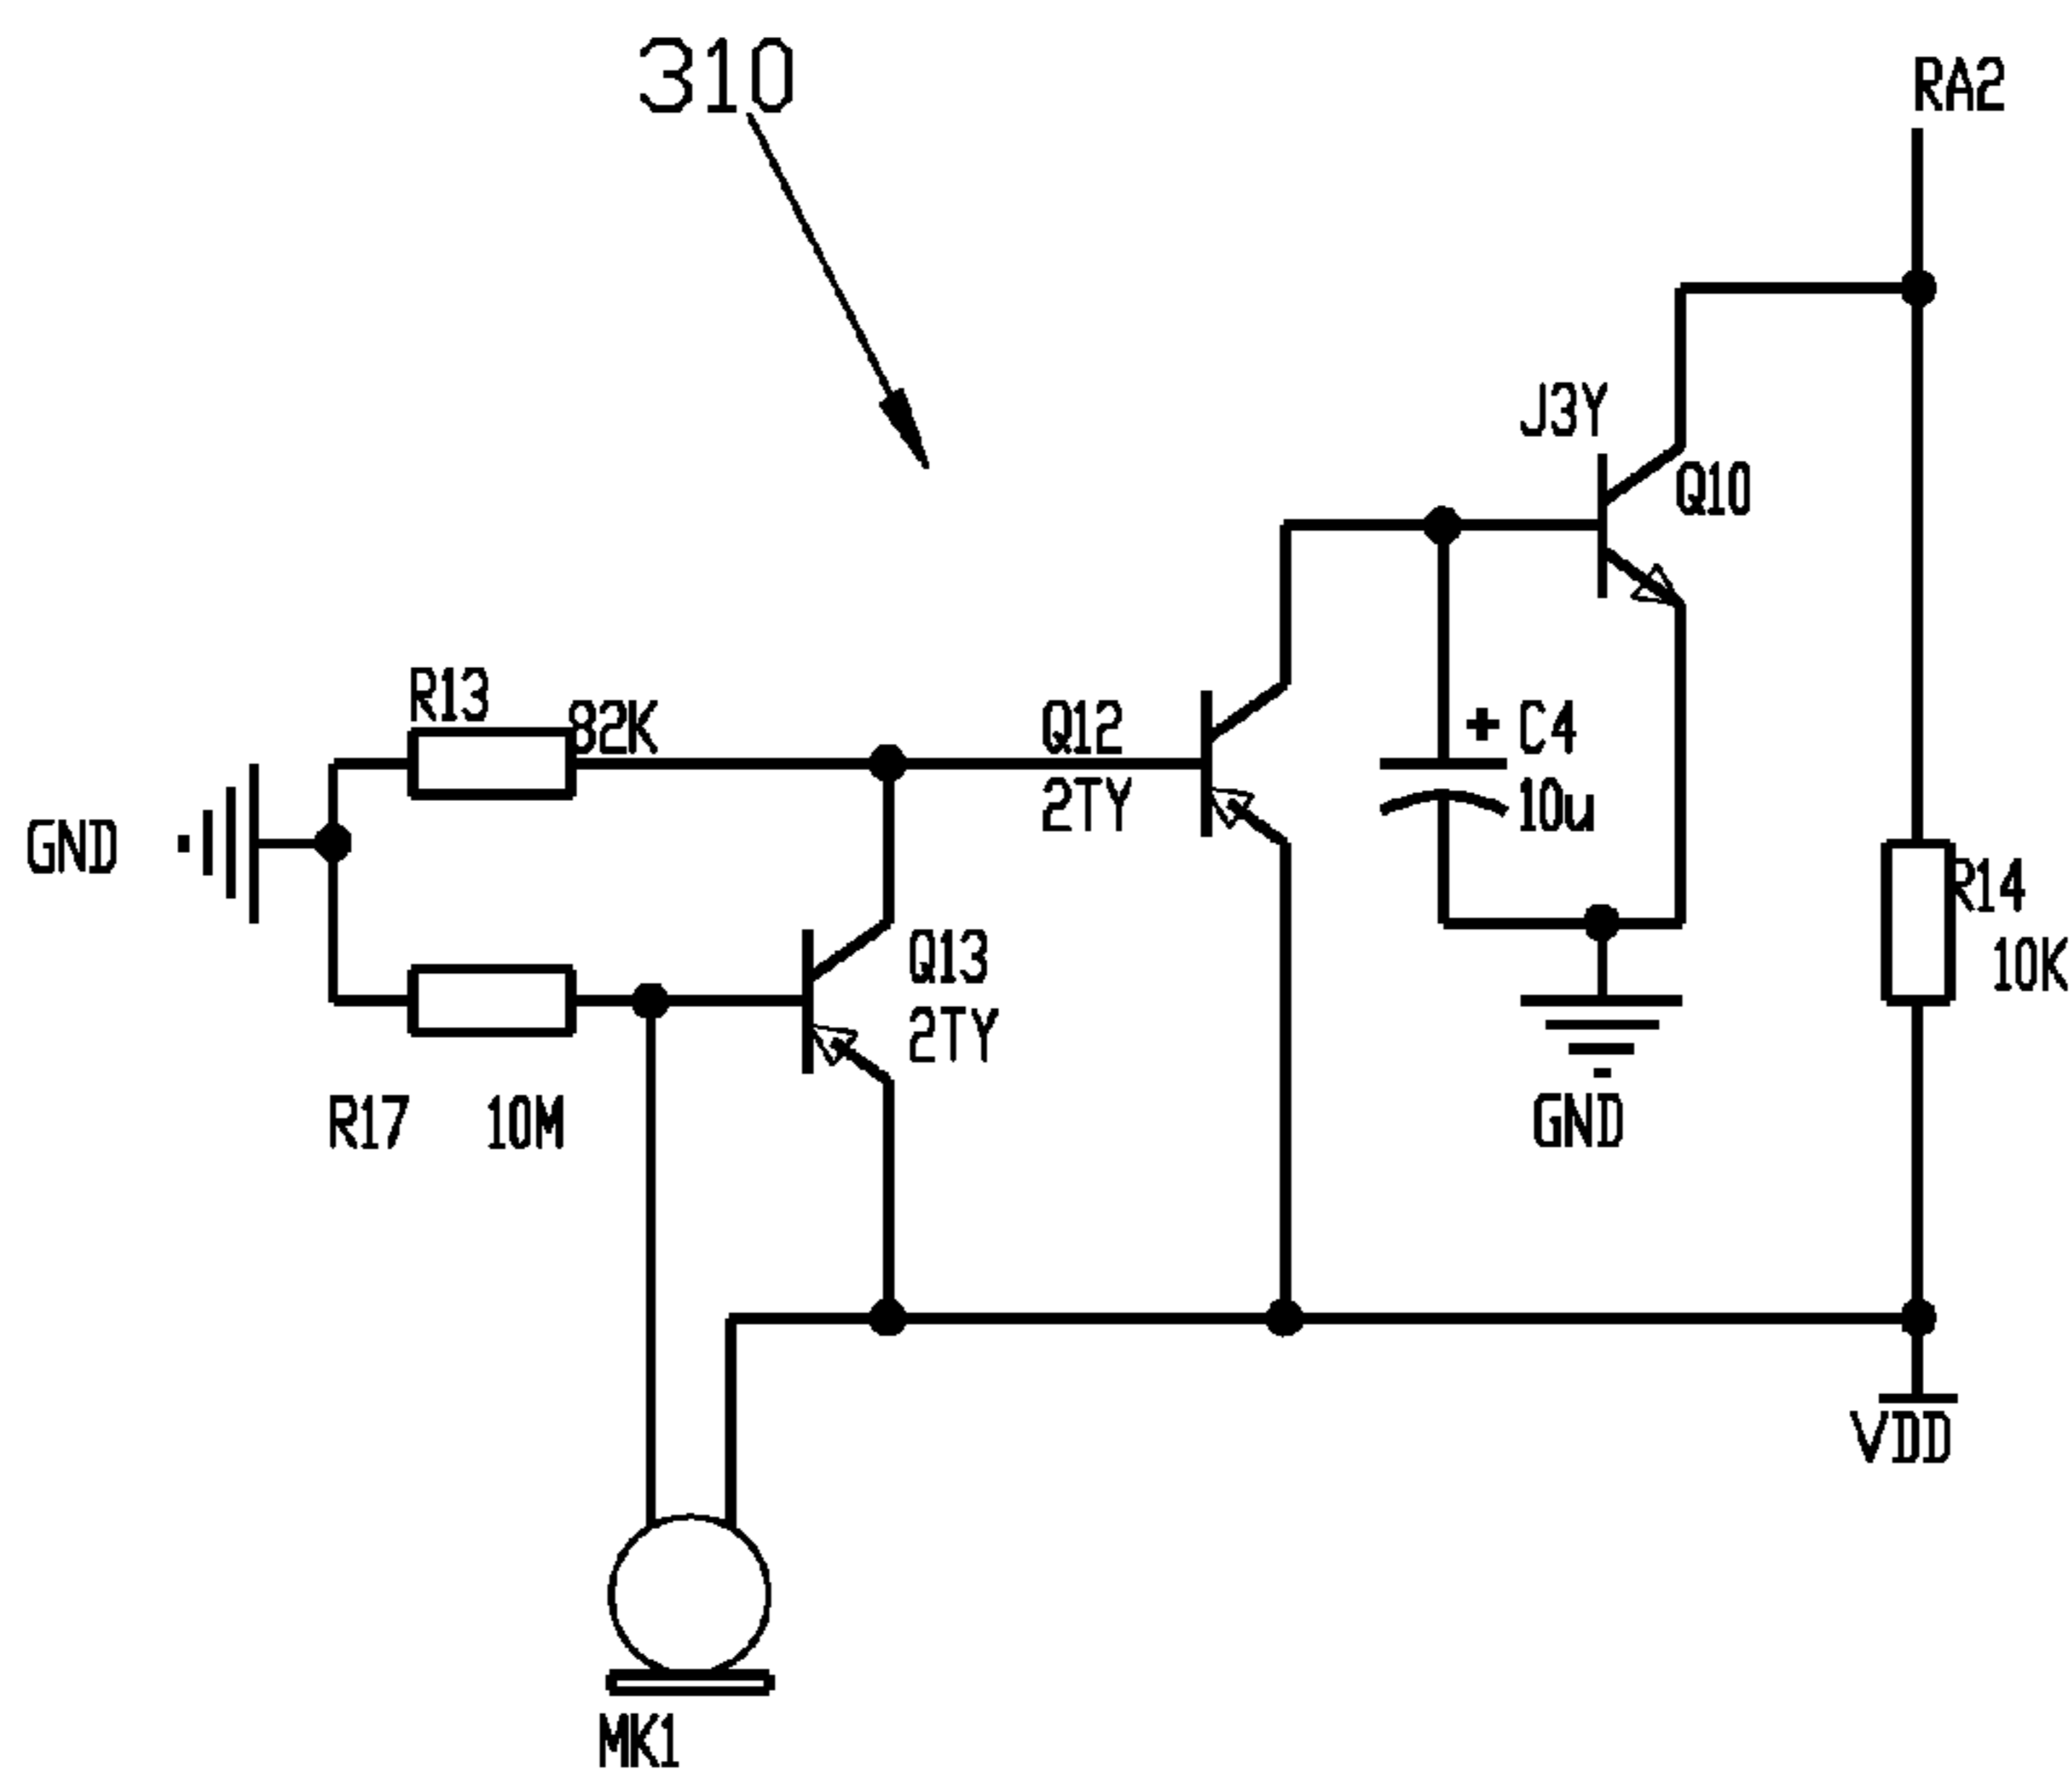 310
RA2
J3Y
Q10
R13
82K
Q12
2TY
+ C4
10u
GND
R14
10K
Q13
2TY
R17 10M
GND
VDD
MK1